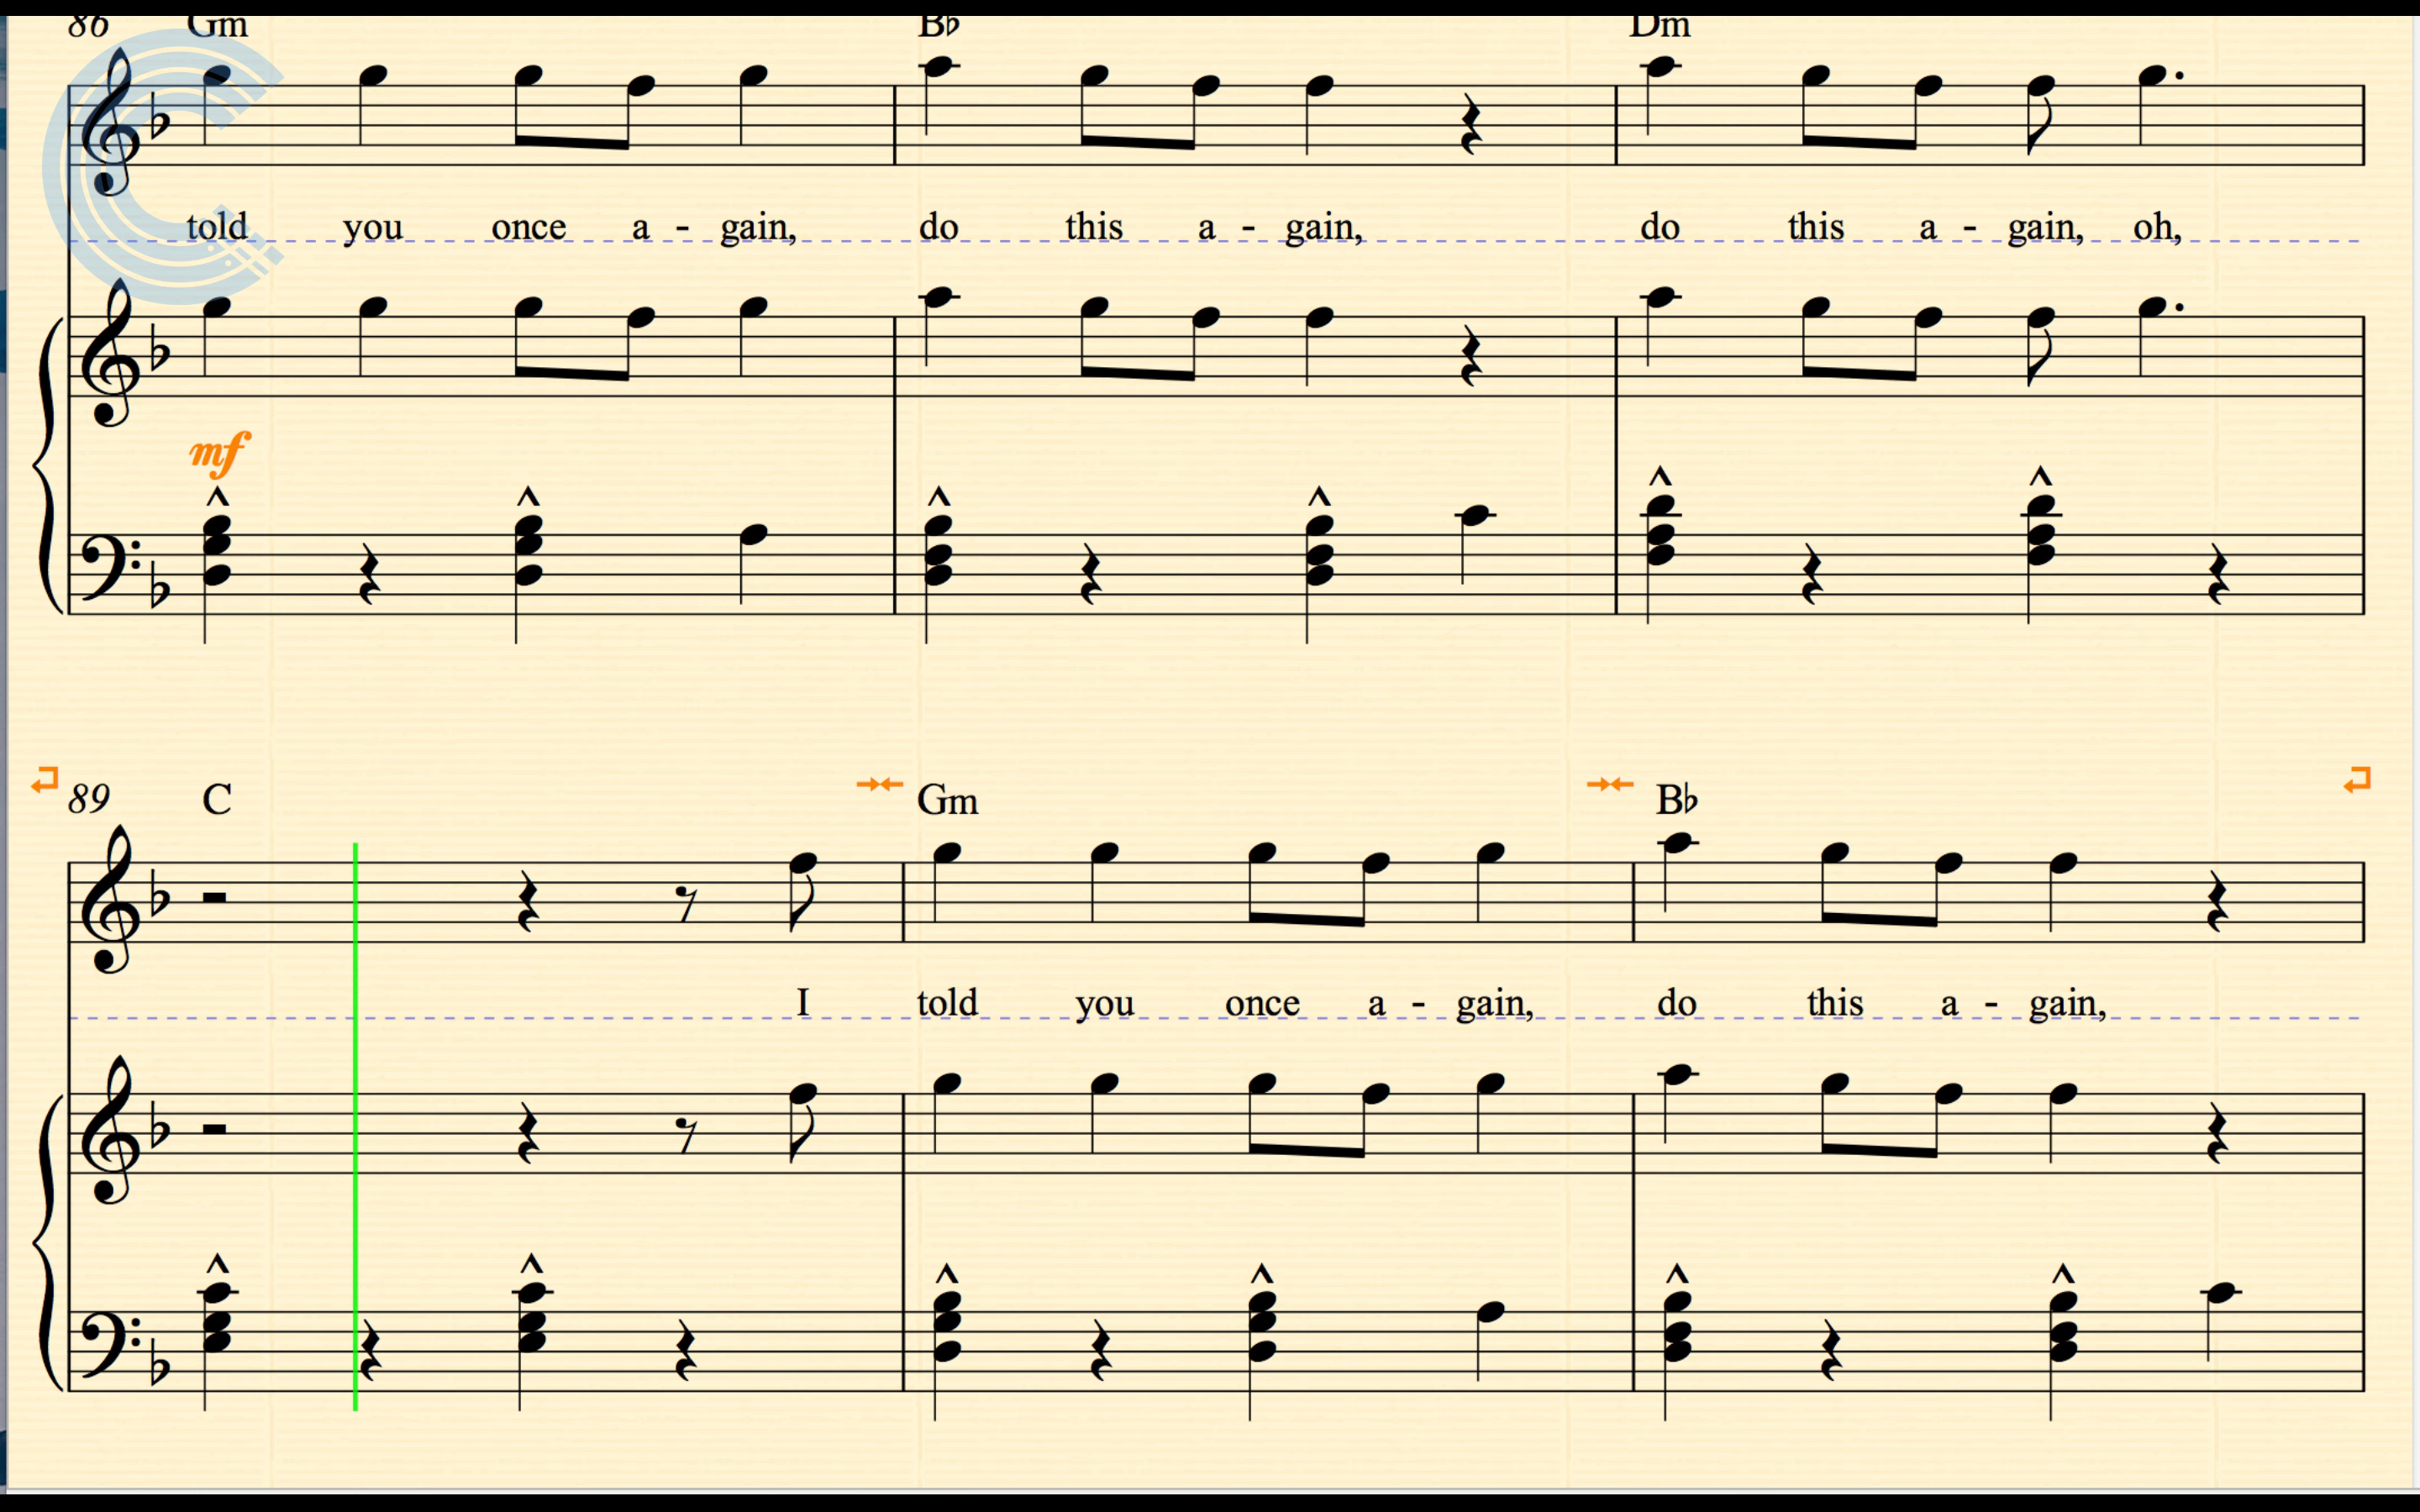 86 Gm B♭ Dm
told you once a - gain, do this a - gain, do this a - gain, oh,
mf
89 C Gm B♭
I told you once a - gain, do this a - gain,